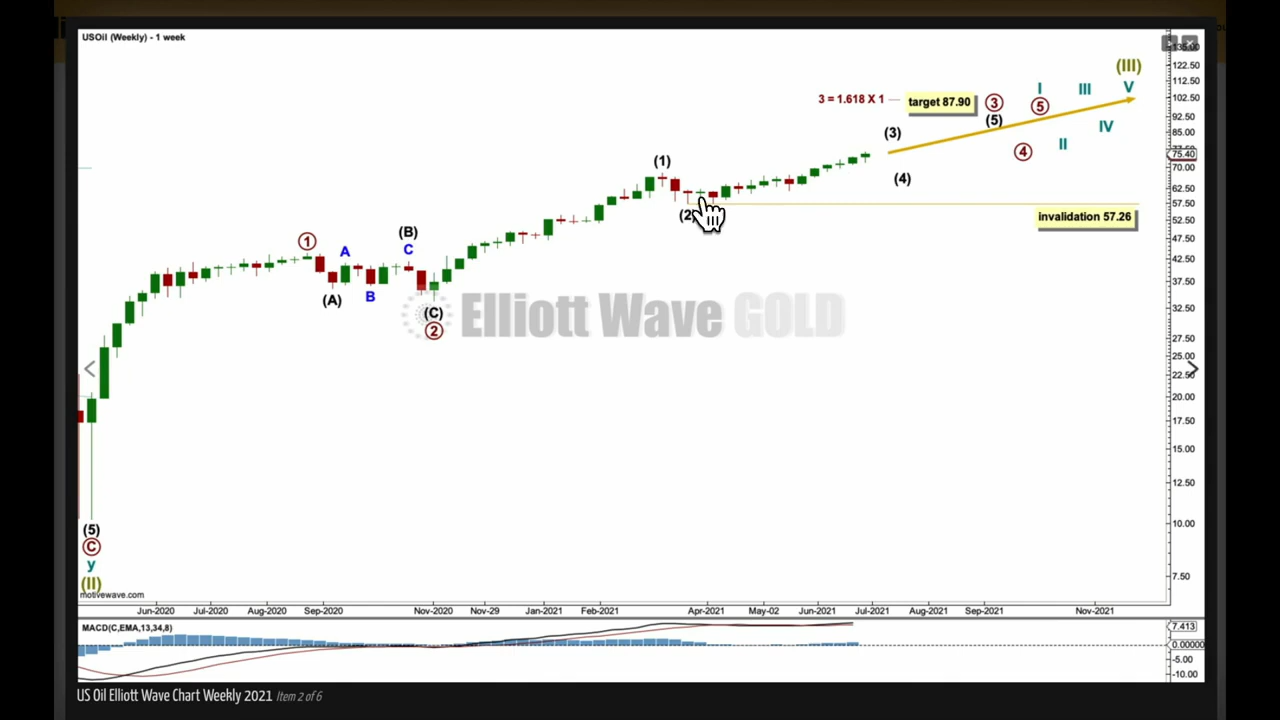 USOil (Weekly) - 1 week
(III)
3 = 1.618 X 1
target 87.90
3
(5)
I
5
III
V
IV
II
4
(3)
(4)
(1)
(2)
invalidation 57.26
1
A
(B)
C
(A)
B
(C)
2
Elliott Wave GOLD
(5)
C
y
(II)
motivewave.com
135.00
122.50
112.50
102.50
92.50
85.00
75.40
70.00
62.50
57.50
52.50
47.50
42.50
37.50
32.50
27.50
25.00
22.50
20.00
17.50
15.00
12.50
10.00
7.50
Jun-2020 Jul-2020 Aug-2020 Sep-2020 Nov-2020 Nov-29 Jan-2021 Feb-2021 Apr-2021 May-02 Jun-2021 Jul-2021 Aug-2021 Sep-2021 Nov-2021
MACD(C,EMA,13,34,8)
7.413
0.00000
-5.00
-10.00
US Oil Elliott Wave Chart Weekly 2021 Item 2 of 6